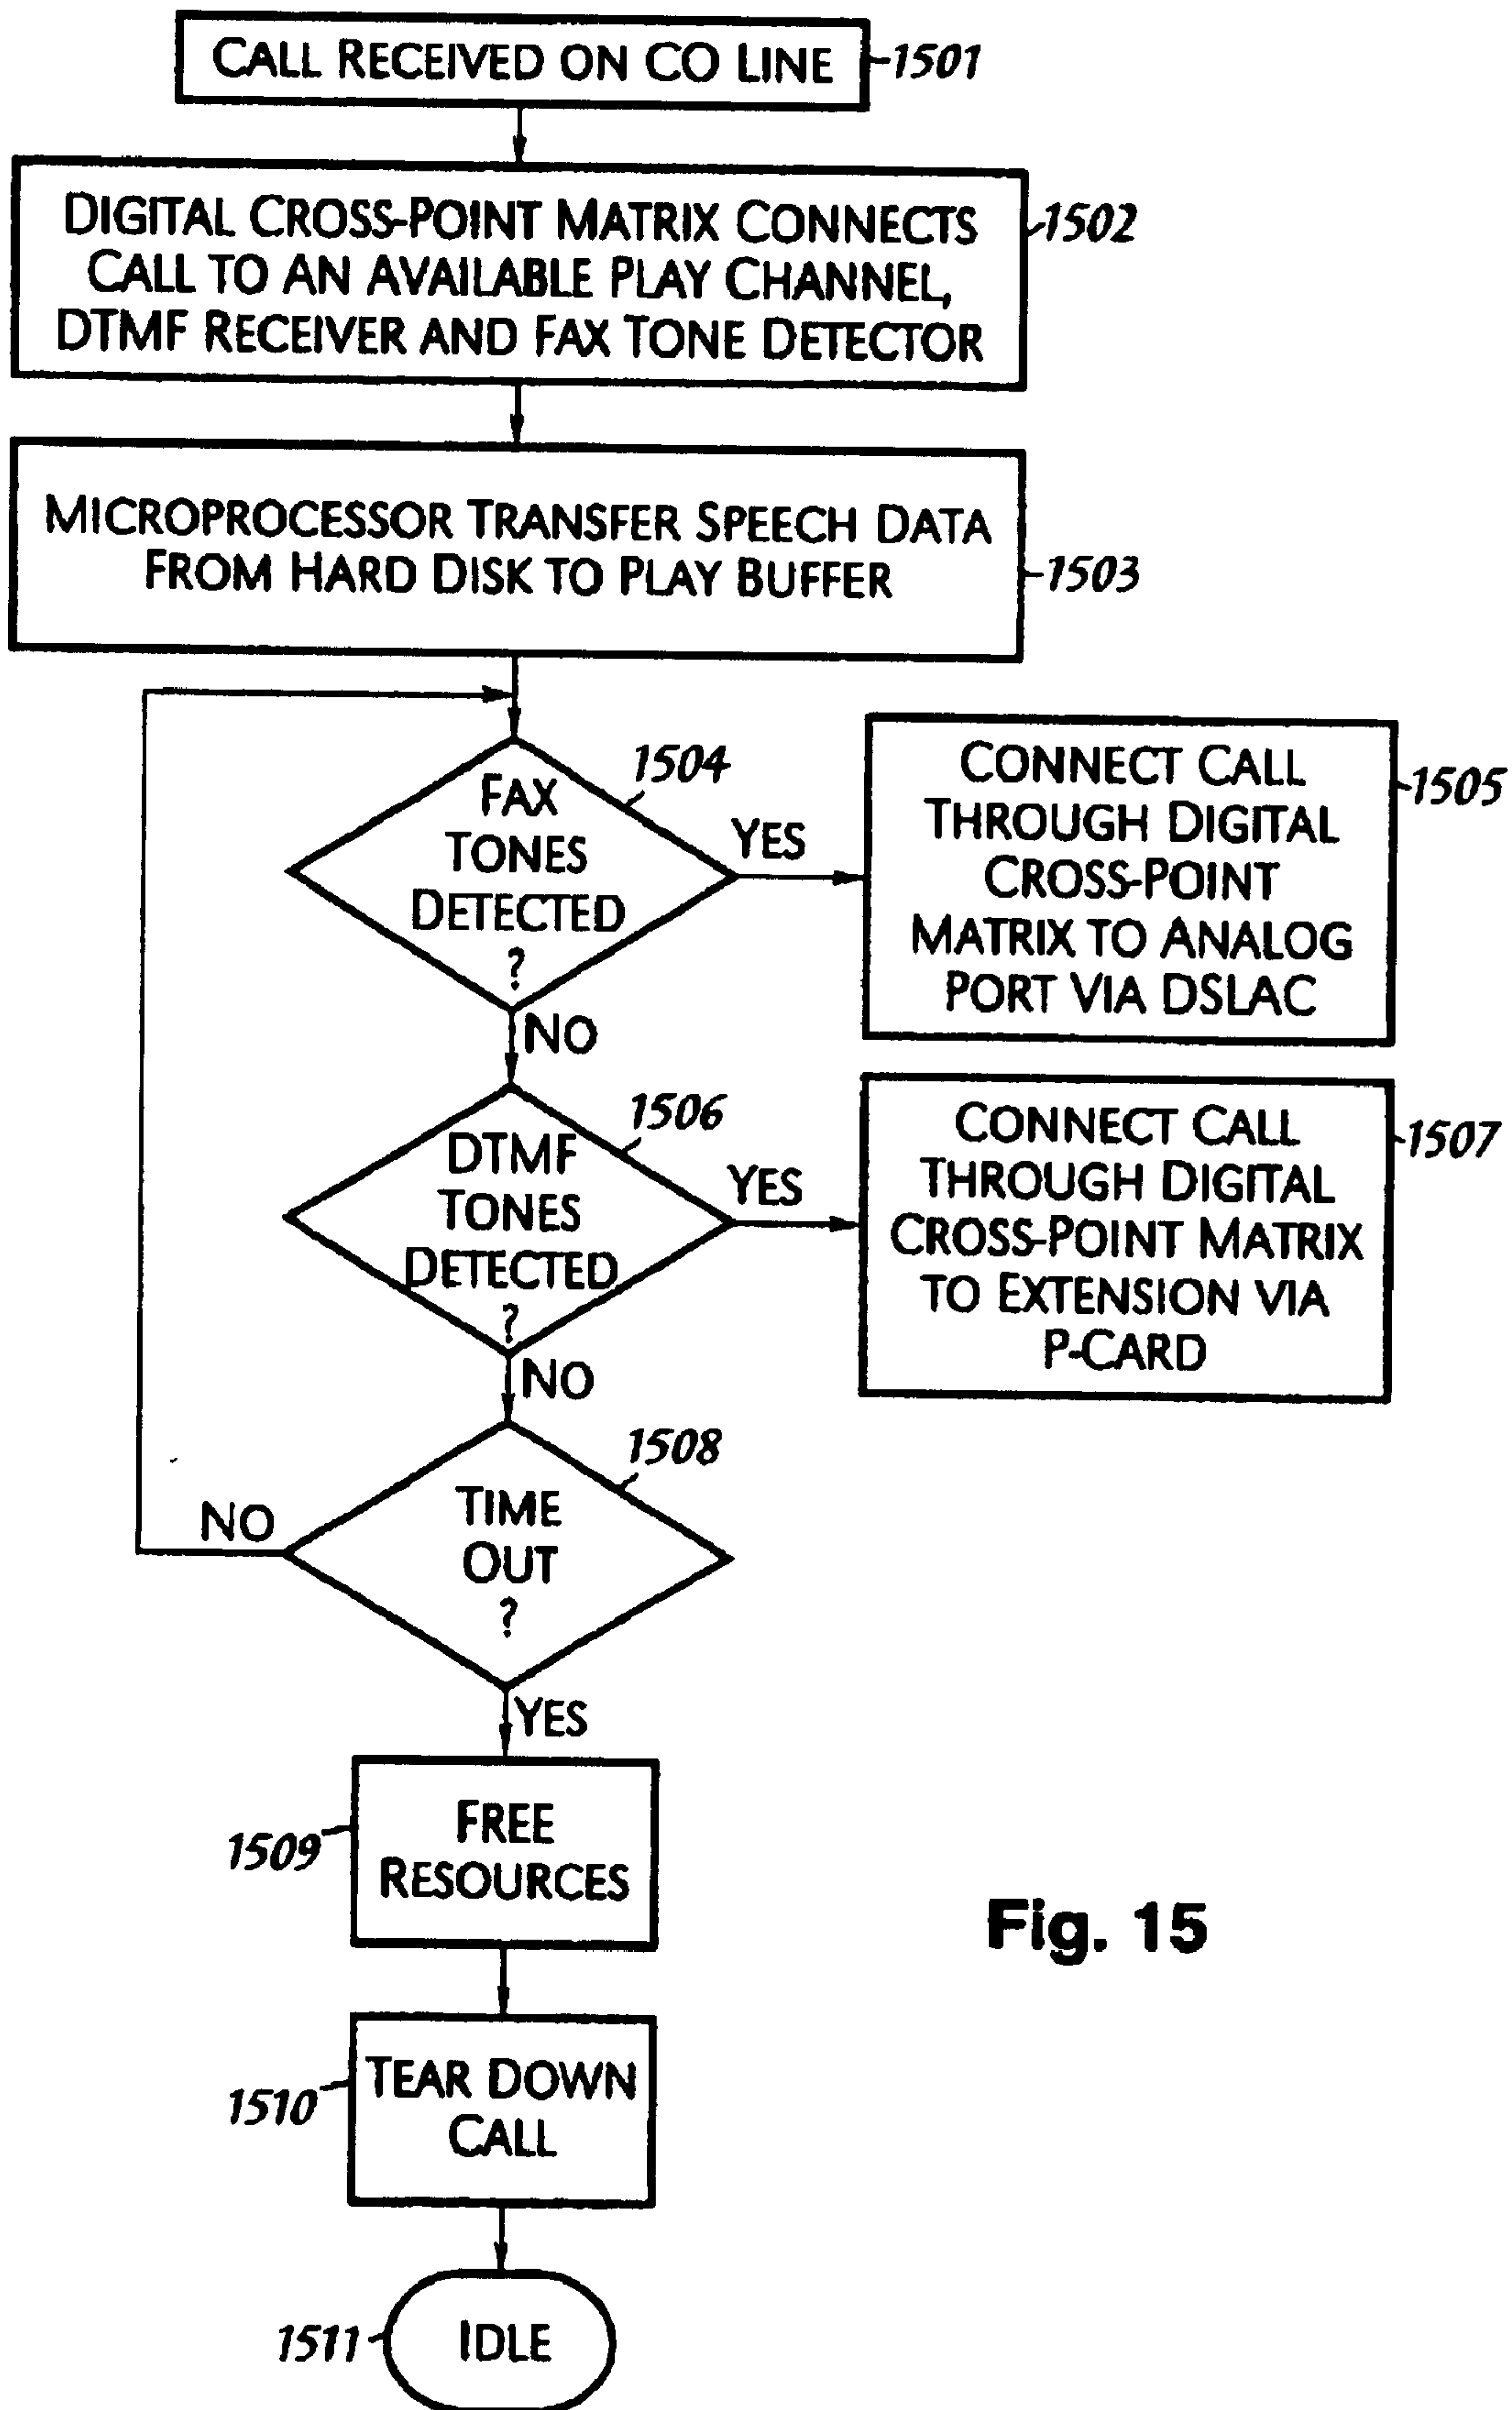 CALL RECEIVED ON CO LINE
1501
DIGITAL CROSS-POINT MATRIX CONNECTS
CALL TO AN AVAILABLE PLAY CHANNEL,
DTMF RECEIVER AND FAX TONE DETECTOR
1502
MICROPROCESSOR TRANSFER SPEECH DATA
FROM HARD DISK TO PLAY BUFFER
1503
FAX
TONES
DETECTED
?
1504
YES
NO
CONNECT CALL
THROUGH DIGITAL
CROSS-POINT
MATRIX TO ANALOG
PORT VIA DSLAC
1505
DTMF
TONES
DETECTED
?
1506
YES
NO
CONNECT CALL
THROUGH DIGITAL
CROSS-POINT MATRIX
TO EXTENSION VIA
P-CARD
1507
TIME
OUT
?
1508
NO
YES
FREE
RESOURCES
1509
TEAR DOWN
CALL
1510
IDLE
1511
Fig. 15